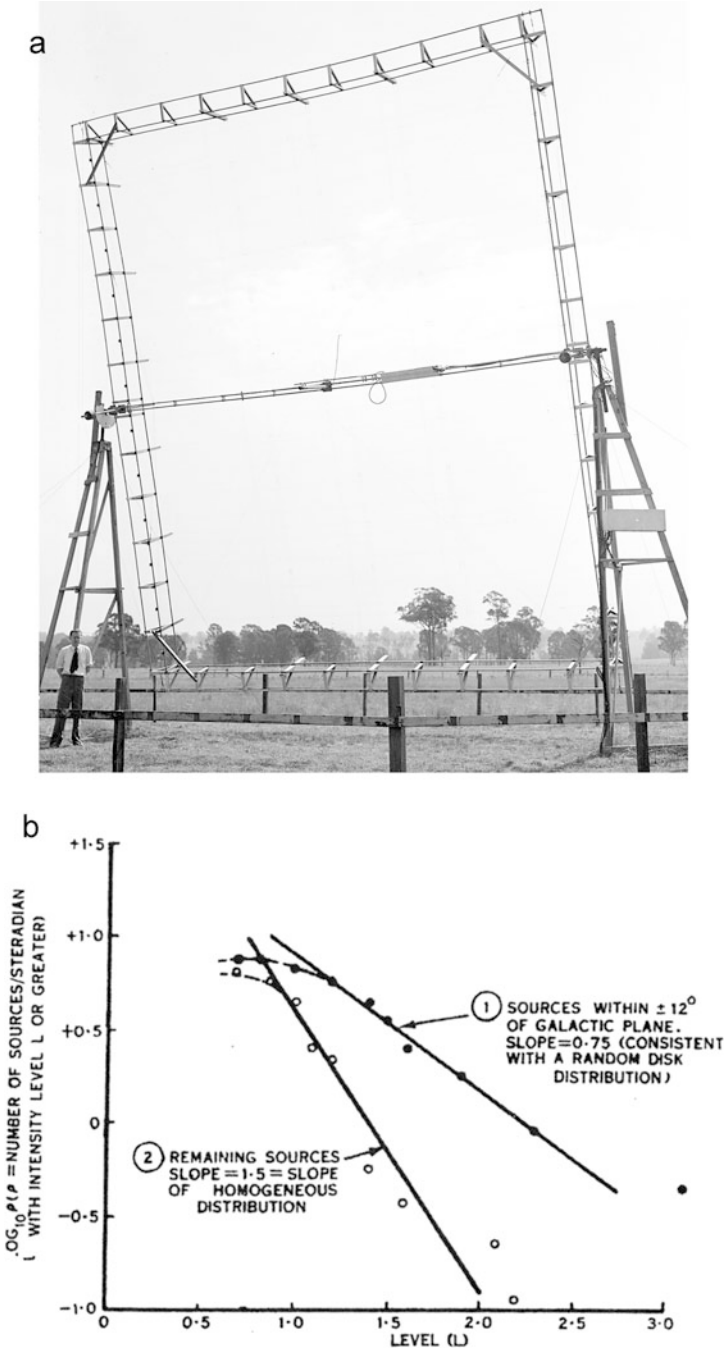 a
b
+1·5
+1·0
+0·5
0
-0·5
-1·0
.OG10 ρ(ρ = NUMBER OF SOURCES/STERADIAN
WITH INTENSITY LEVEL L OR GREATER)
1 SOURCES WITHIN ± 12°
OF GALACTIC PLANE.
SLOPE=0·75 (CONSISTENT
WITH A RANDOM DISK
DISTRIBUTION)
2 REMAINING SOURCES
SLOPE = 1·5 = SLOPE
OF HOMOGENEOUS
DISTRIBUTION
0 0·5 1·0 1·5 2·0 2·5 3·0
LEVEL (L)